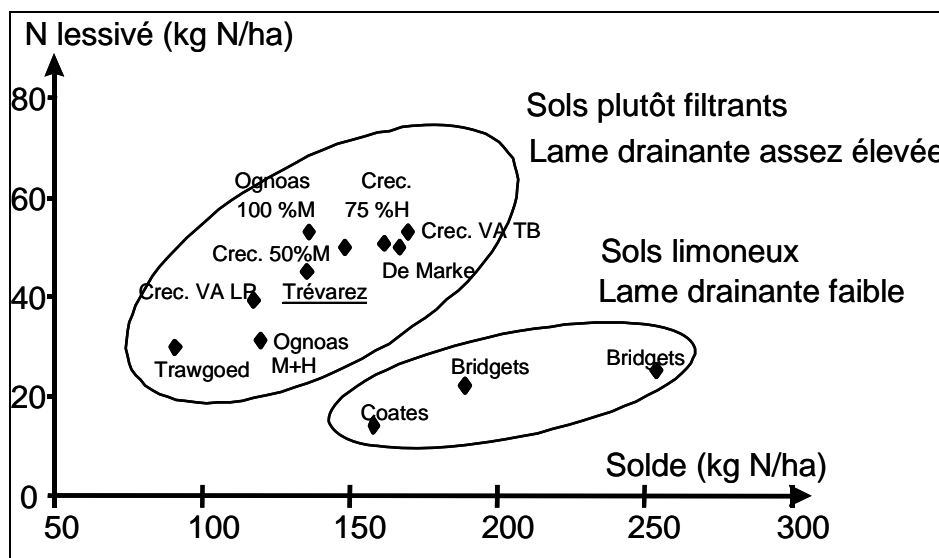 N lessivé (kg N/ha)
80
60
40
20
0
Sols plutôt filtrants
Lame drainante assez élevée
Ognoas
100 %M
Crec.
75 %H
Crec. VA TB
Crec. 50%M
De Marke
Crec. VA LP
Trévarez
Trawgoed
Ognoas
M+H
Sols limoneux
Lame drainante faible
Bridgets
Bridgets
Coates
Solde (kg N/ha)
50
100
150
200
250
300